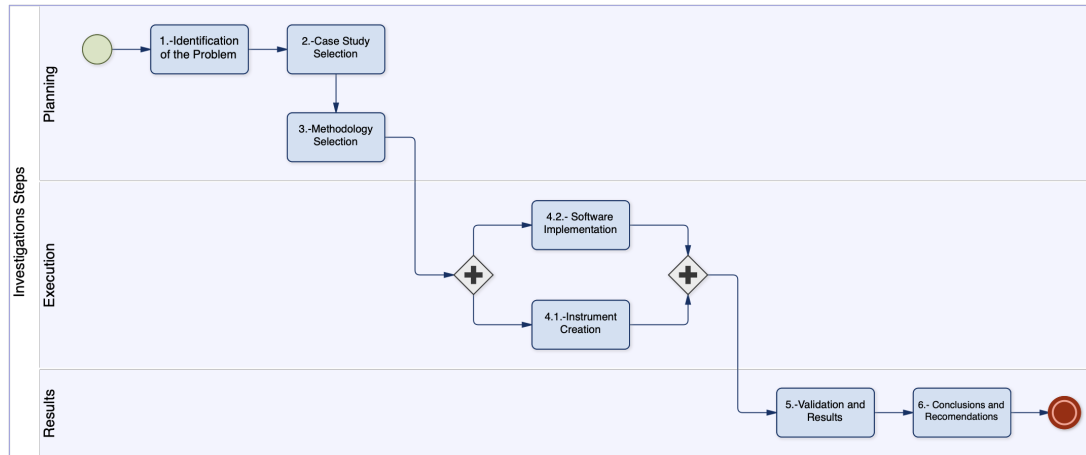 Investigations Steps
Planning
1.-Identification
of the Problem
2.-Case Study
Selection
3.-Methodology
Selection
Execution
4.2.- Software
Implementation
4.1.-Instrument
Creation
Results
5.-Validation and
Results
6.- Conclusions and
Recomendations